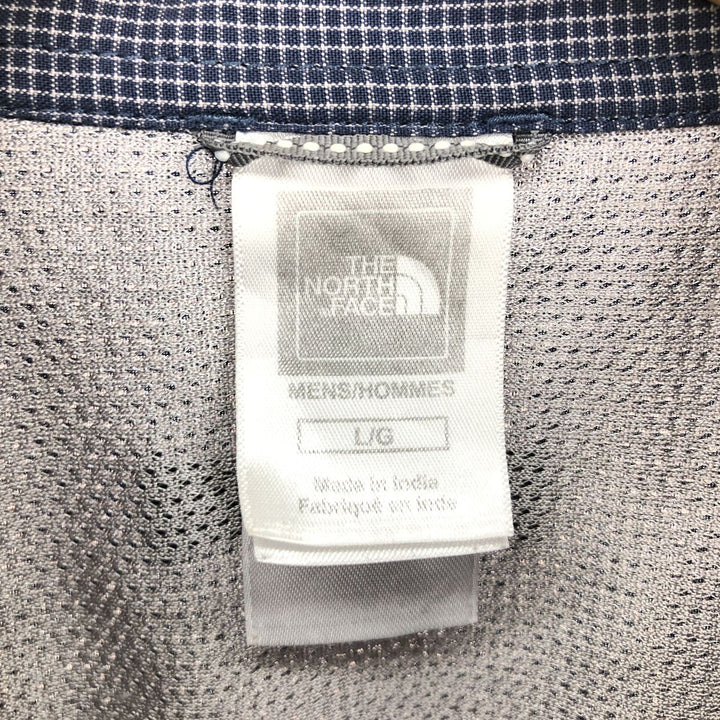 THE
NORTH
FACE
MENS/HOMMES
L/G
Made in India
Fabriqué en Inde